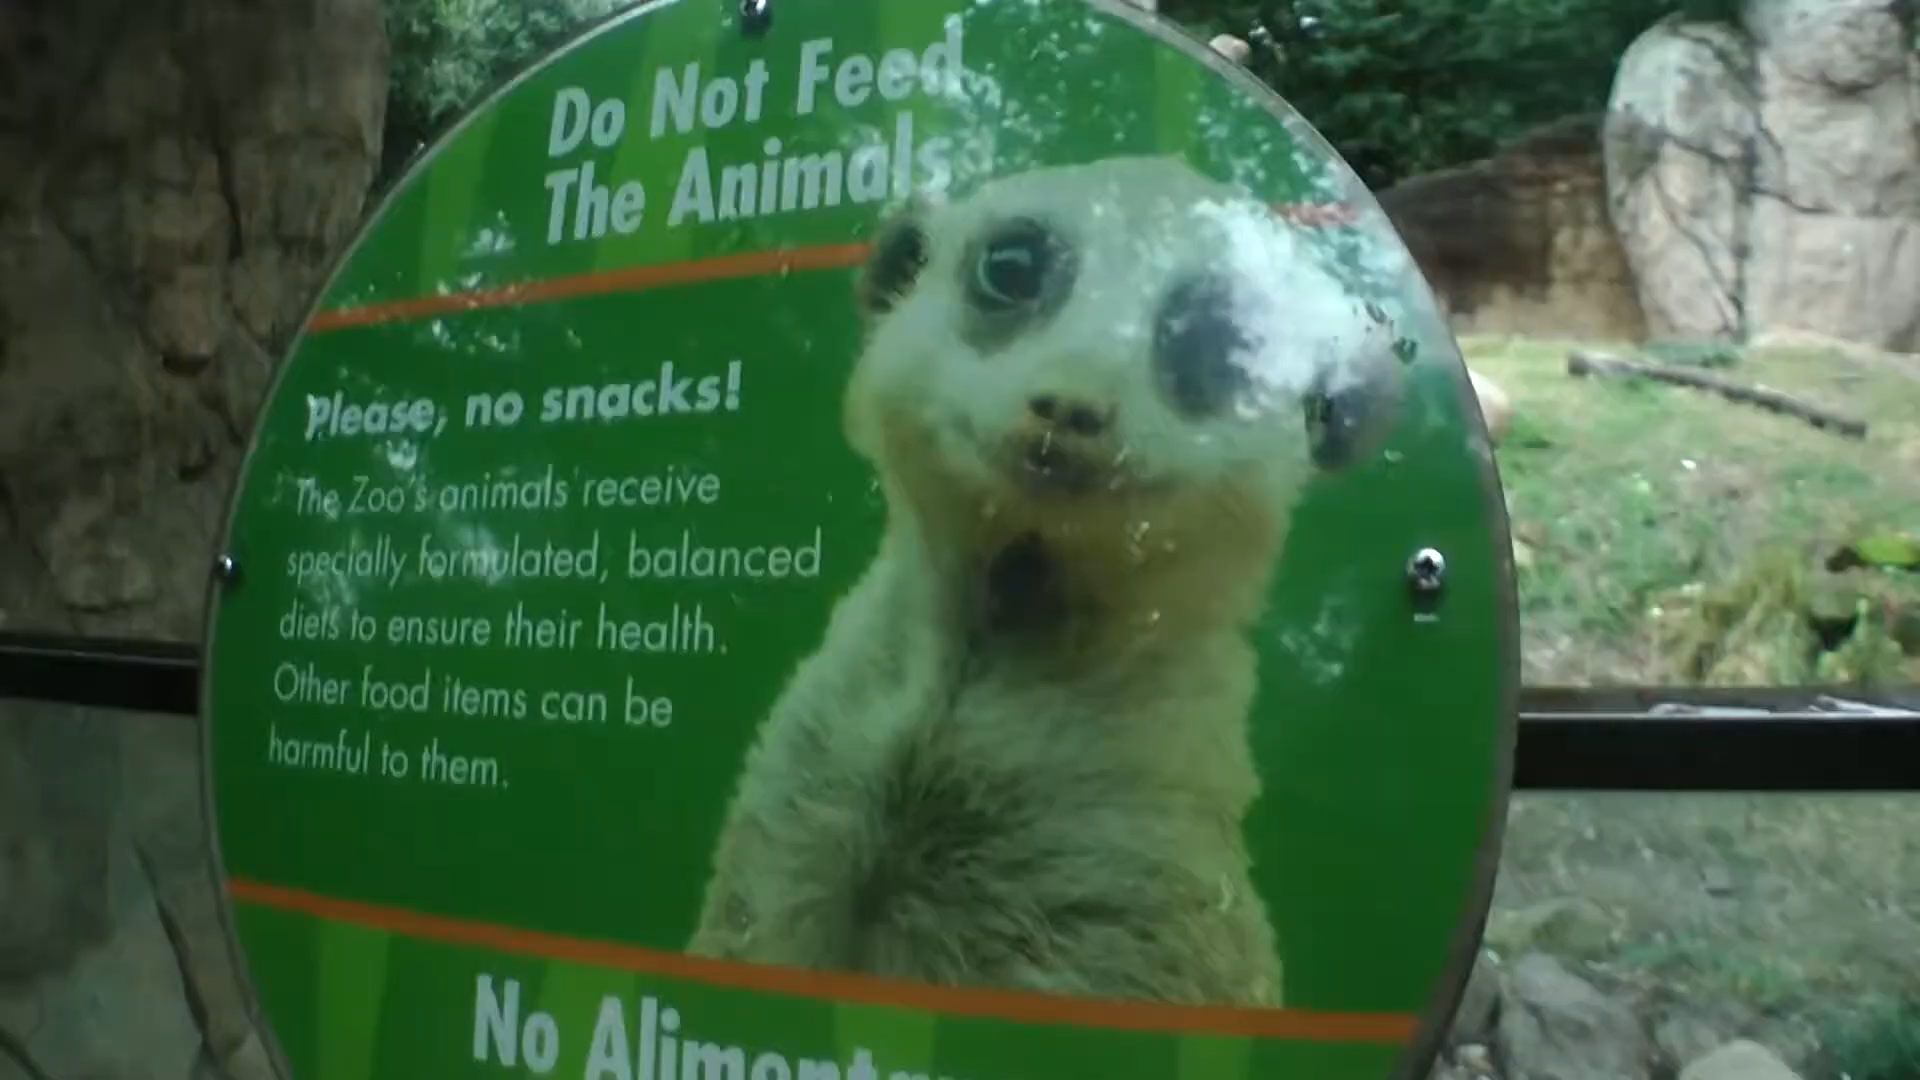 Do Not Feed
The Animals
Please, no snacks!
The Zoo's animals receive
specially formulated, balanced
diets to ensure their health.
Other food items can be
harmful to them.
No